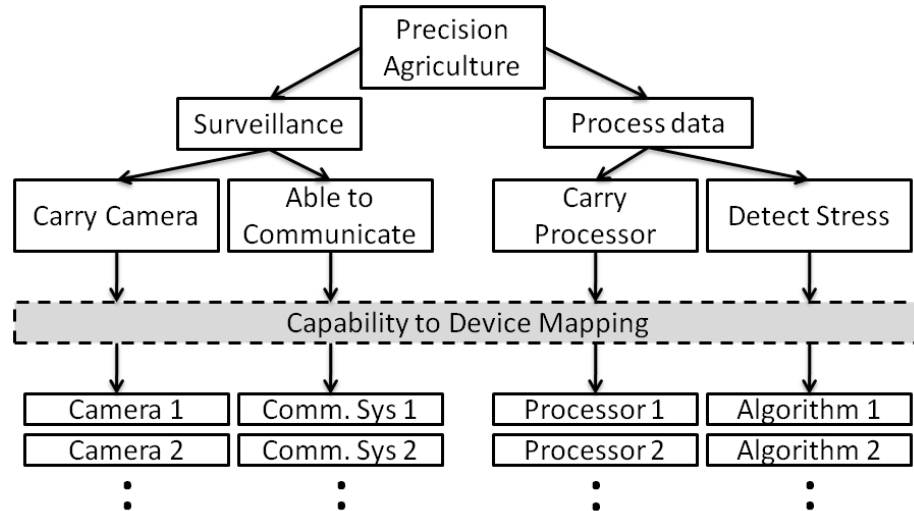 Precision
Agriculture
Surveillance
Process data
Carry Camera
Able to
Communicate
Carry
Processor
Detect Stress
Capability to Device Mapping
Camera 1
Comm. Sys 1
Processor 1
Algorithm 1
Camera 2
Comm. Sys 2
Processor 2
Algorithm 2